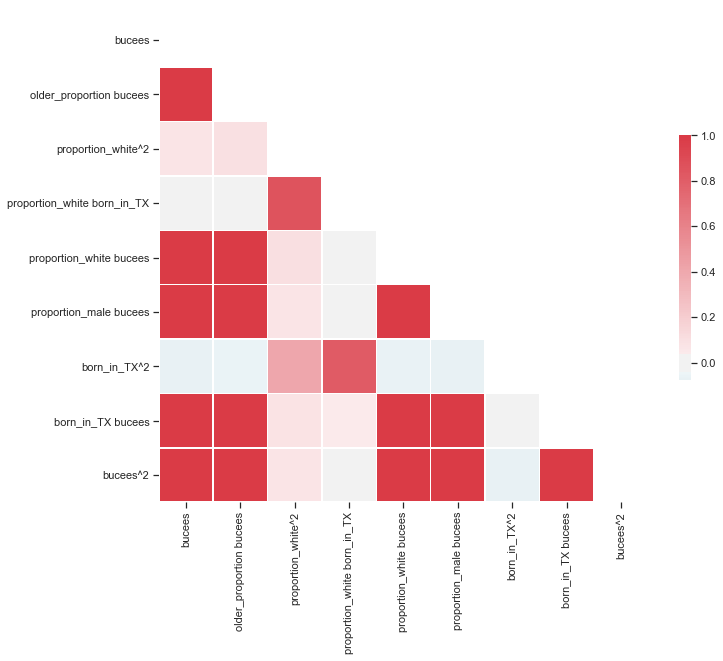 bucees
older_proportion bucees
proportion_white^2
proportion_white born_in_TX
proportion_white bucees
proportion_male bucees
born_in_TX^2
born_in_TX bucees
bucees^2
bucees
older_proportion bucees
proportion_white^2
proportion_white born_in_TX
proportion_white bucees
proportion_male bucees
born_in_TX^2
born_in_TX bucees
bucees^2
1.0
0.8
0.6
0.4
0.2
0.0